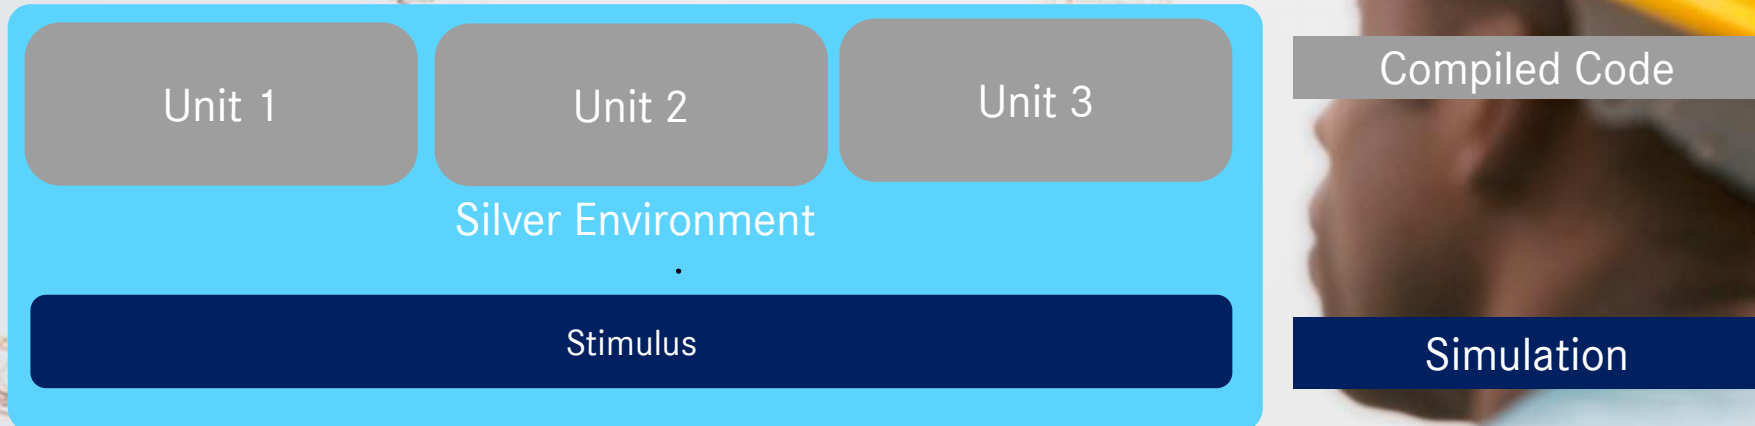 Unit 1
Unit 2
Unit 3
Compiled Code
Silver Environment
.
Stimulus
Simulation